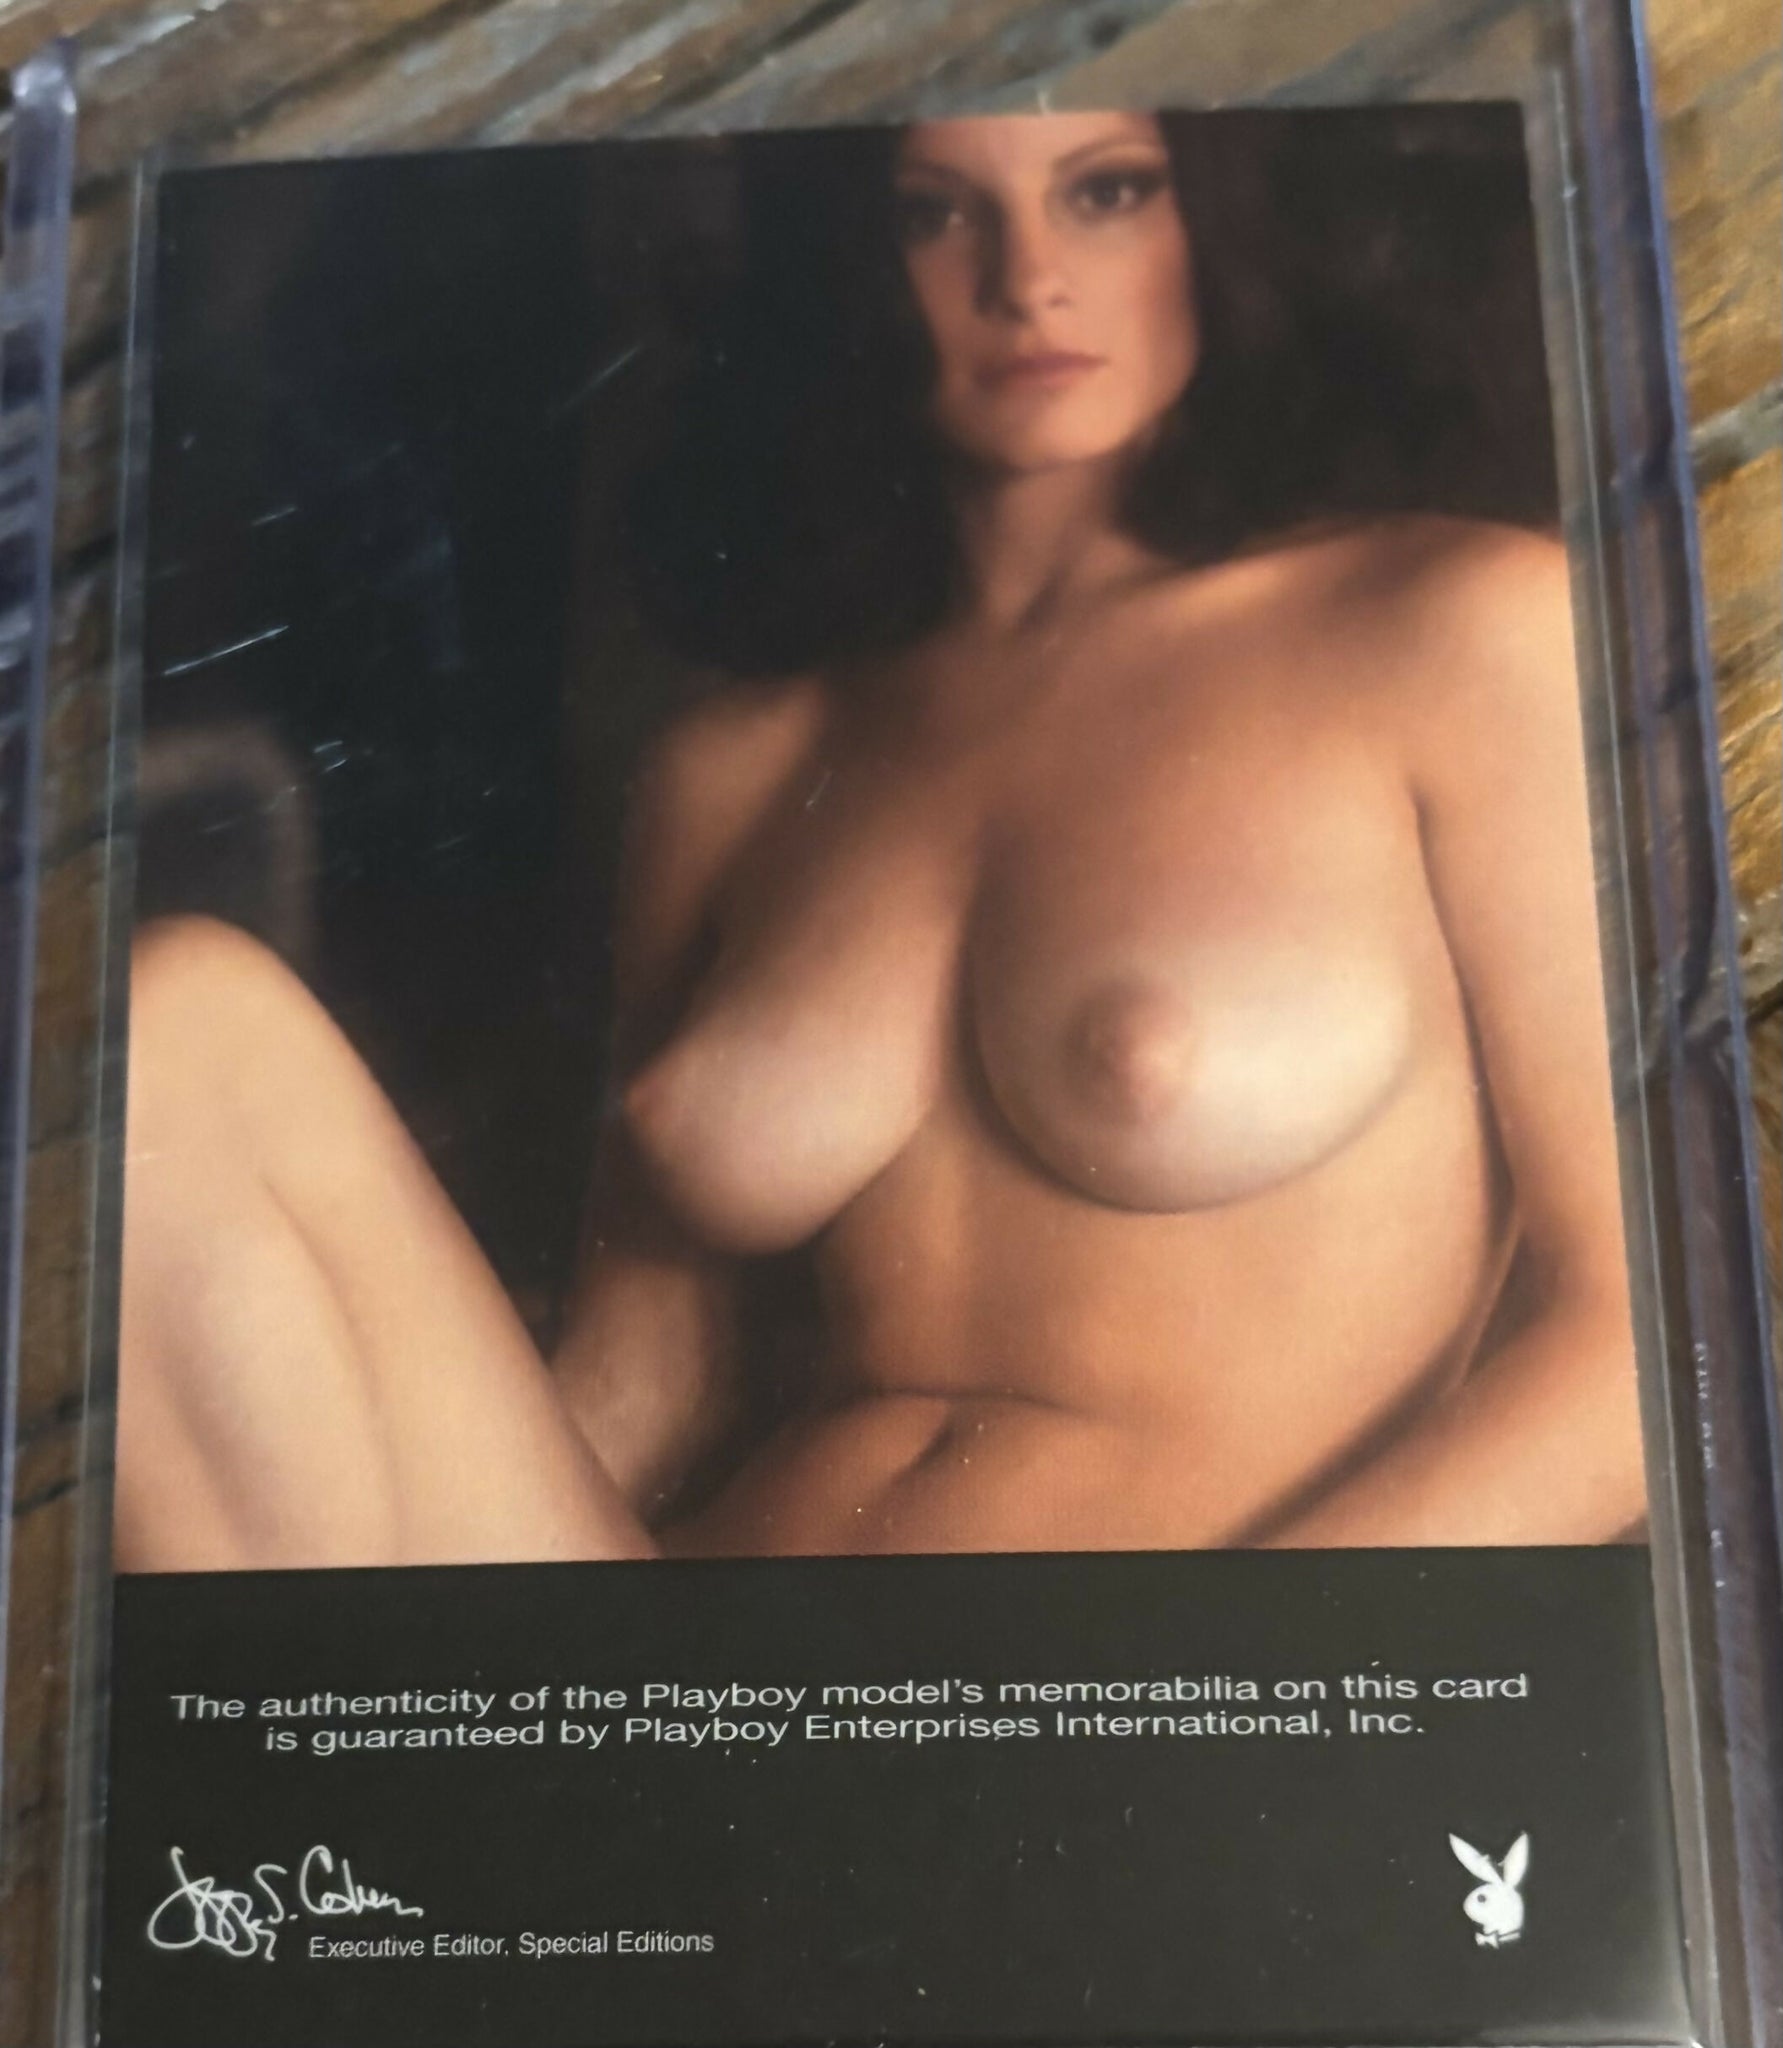 The authenticity of the Playboy model's memorabilia on this card
is guaranteed by Playboy Enterprises International, Inc.
Executive Editor, Special Editions